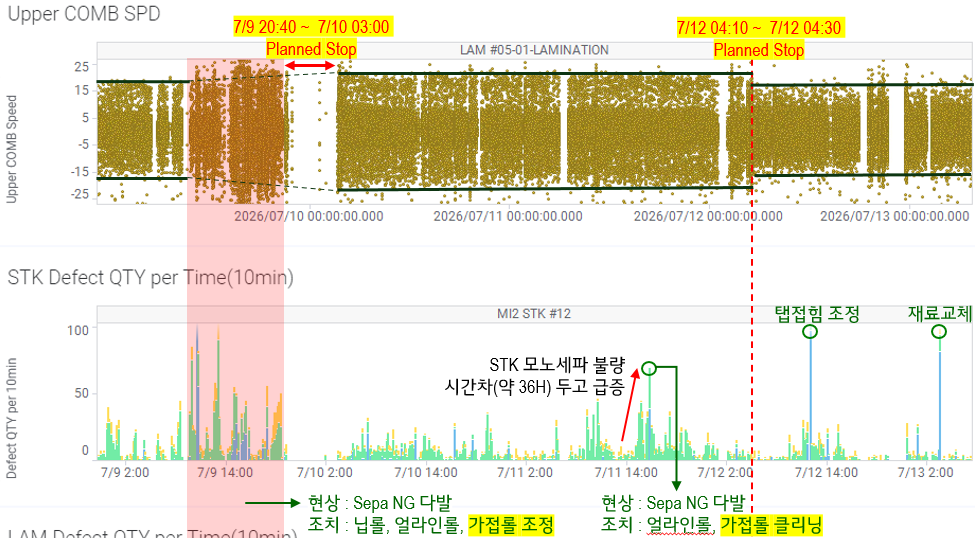 Upper COMB SPD
7/9 20:40 ~ 7/10 03:00
Planned Stop
7/12 04:10 ~ 7/12 04:30
Planned Stop
LAM #05-01-LAMINATION
Upper COMB Speed
25
15
5
-5
-15
-25
2026/07/10 00:00:00.000
2026/07/11 00:00:00.000
2026/07/12 00:00:00.000
2026/07/13 00:00:00.000
STK Defect QTY per Time(10min)
MI2 STK #12
Defect QTY per 10min
100
50
0
탭접힘 조정
재료교체
STK 모노세파 불량
시간차(약 36H) 두고 급증
7/9 2:00
7/9 14:00
7/10 2:00
7/10 14:00
7/11 2:00
7/11 14:00
7/12 2:00
7/12 14:00
7/13 2:00
현상 : Sepa NG 다발
조치 : 닙롤, 얼라인롤, 가접롤 조정
현상 : Sepa NG 다발
조치 : 얼라인롤, 가접롤 클리닝
LAM Defect QTY per Time(10min)